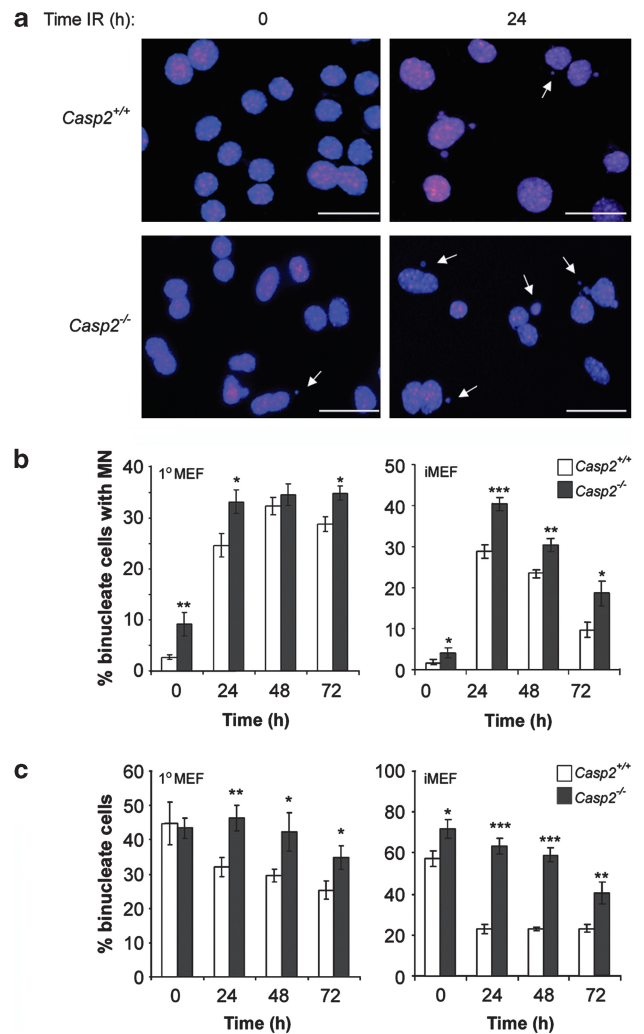 a Time IR (h): 0 24
Casp2+/+
Casp2-/-
b
1° MEF
iMEF
Casp2+/+
Casp2-/-
% binucleate cells with MN
40
30
20
10
0
** * *
50
40
30
20
10
0
* *** ** *
0 24 48 72
0 24 48 72
Time (h)
Time (h)
c
1° MEF
iMEF
Casp2+/+
Casp2-/-
% binucleate cells
60
50
40
30
20
10
0
** * *
100
80
60
40
20
0
* *** *** **
0 24 48 72
0 24 48 72
Time (h)
Time (h)